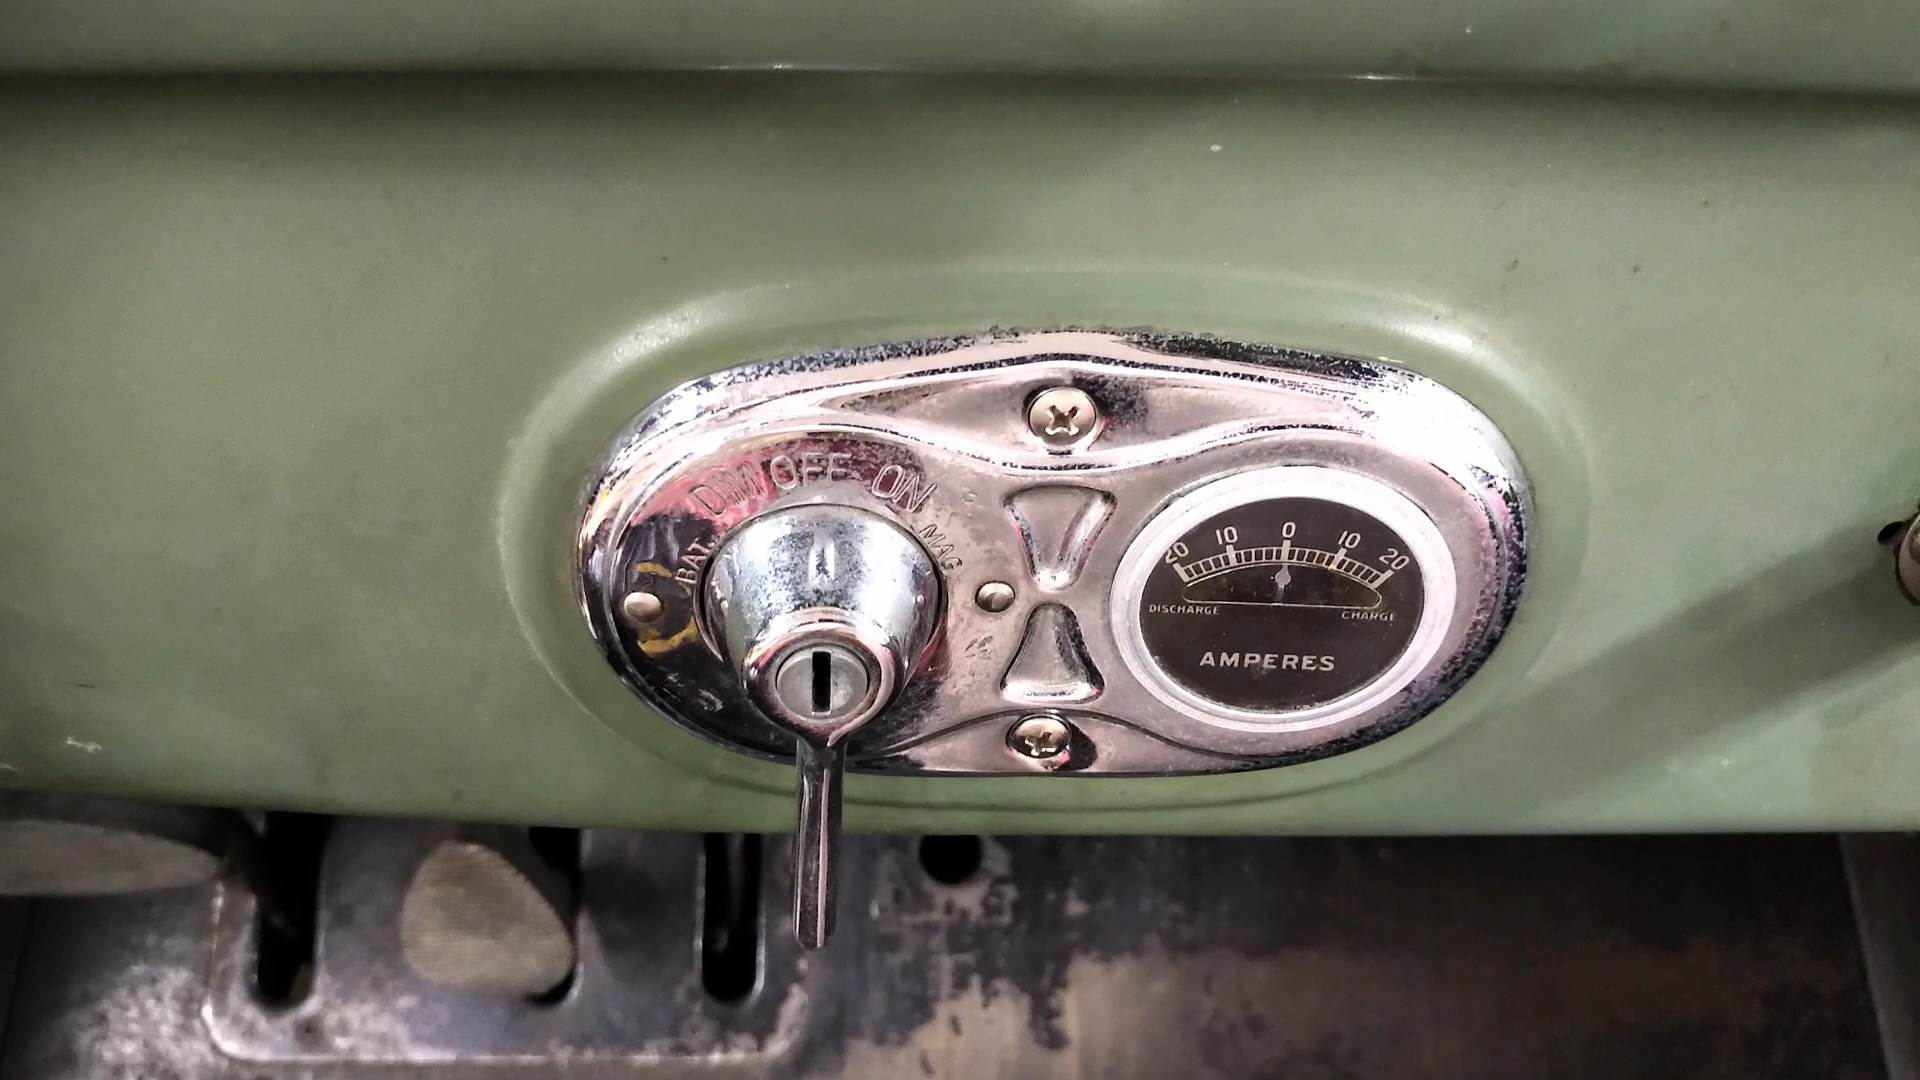 DIM OFF ON
BAT. MAG
20 10 0 10 20
DISCHARGE CHARGE
AMPERES